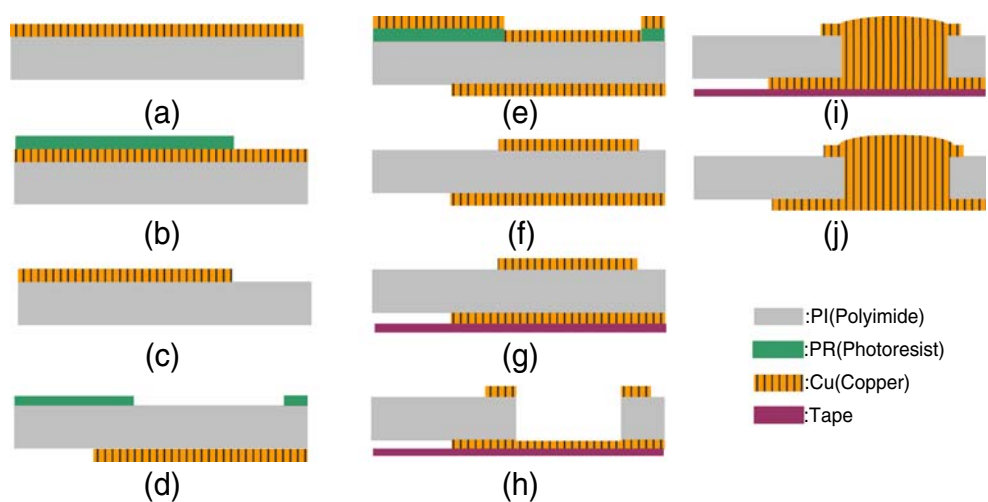 (a)
(b)
(c)
(d)
(e)
(f)
(g)
(h)
(i)
(j)
:PI(Polyimide)
:PR(Photoresist)
:Cu(Copper)
:Tape